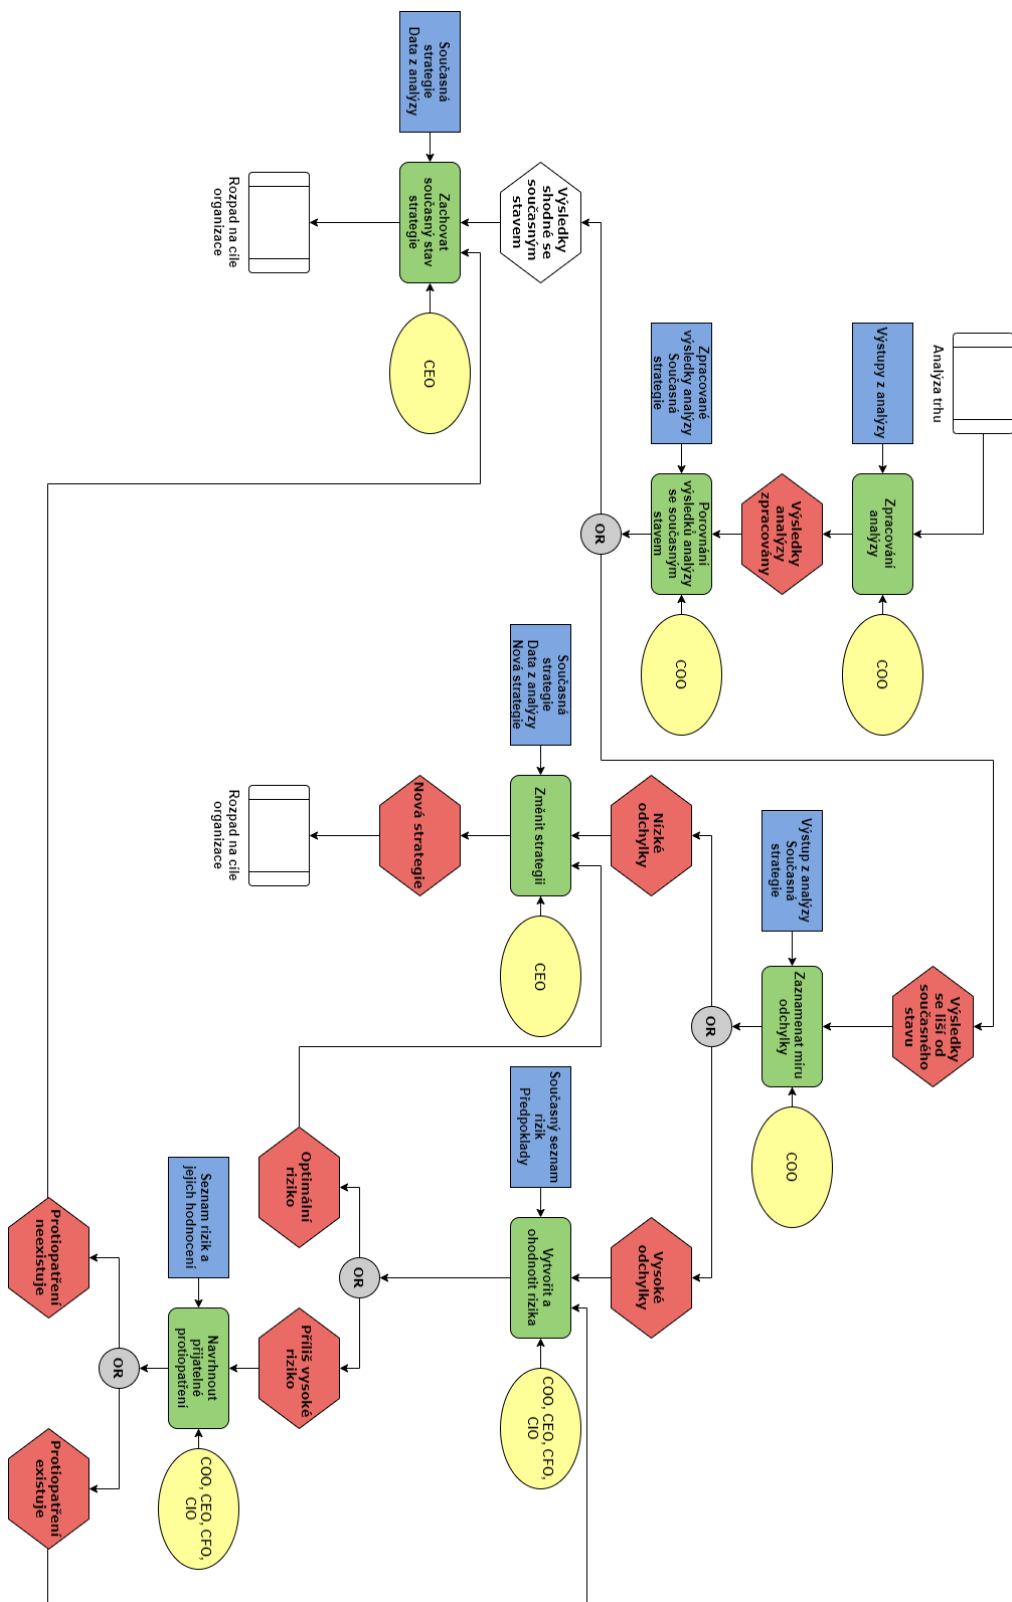 Analýza trhu
Výstupy z analýzy
Zpracování
analýzy
COO
Výsledky
analýzy
zpracovány
Zpracované
výsledky analýzy
Současná
strategie
Porovnání
výsledků analýzy
se současným
stavem
COO
OR
Výsledky
shodné se
současným
stavem
Současná
strategie
Data z analýzy
Zachovat
současný stav
strategie
CEO
Rozpad na cíle
organizace
Výsledky
se liší od
současného
stavu
Výstup z analýzy
Současná
strategie
Zaznamenat míru
odchylky
COO
OR
Nízké
odchylky
Současná
strategie
Data z analýzy
Nová strategie
Změnit strategii
CEO
Nová strategie
Rozpad na cíle
organizace
Vysoké
odchylky
Současný seznam
rizik
Předpoklady
Vytvořit a
ohodnotit rizika
COO, CEO, CFO,
CIO
OR
Optimální
riziko
Příliš vysoké
riziko
Seznam rizik a
jejich hodnocení
Navrhnout
přijatelné
protiopatření
COO, CEO, CFO,
CIO
OR
Protiopatření
neexistuje
Protiopatření
existuje